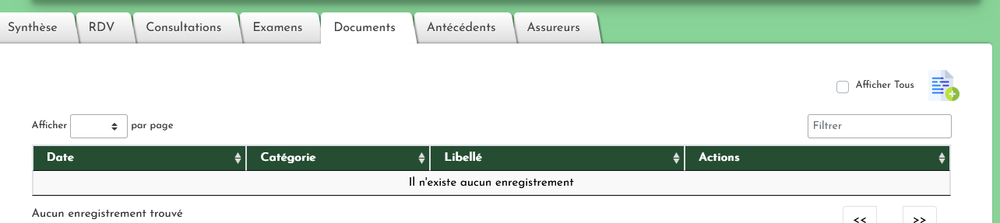 Synthèse RDV Consultations Examens Documents Antécédents Assureurs
Afficher Tous
Afficher par page Filtrer
Date Catégorie Libellé Actions
Il n'existe aucun enregistrement
Aucun enregistrement trouvé << >>